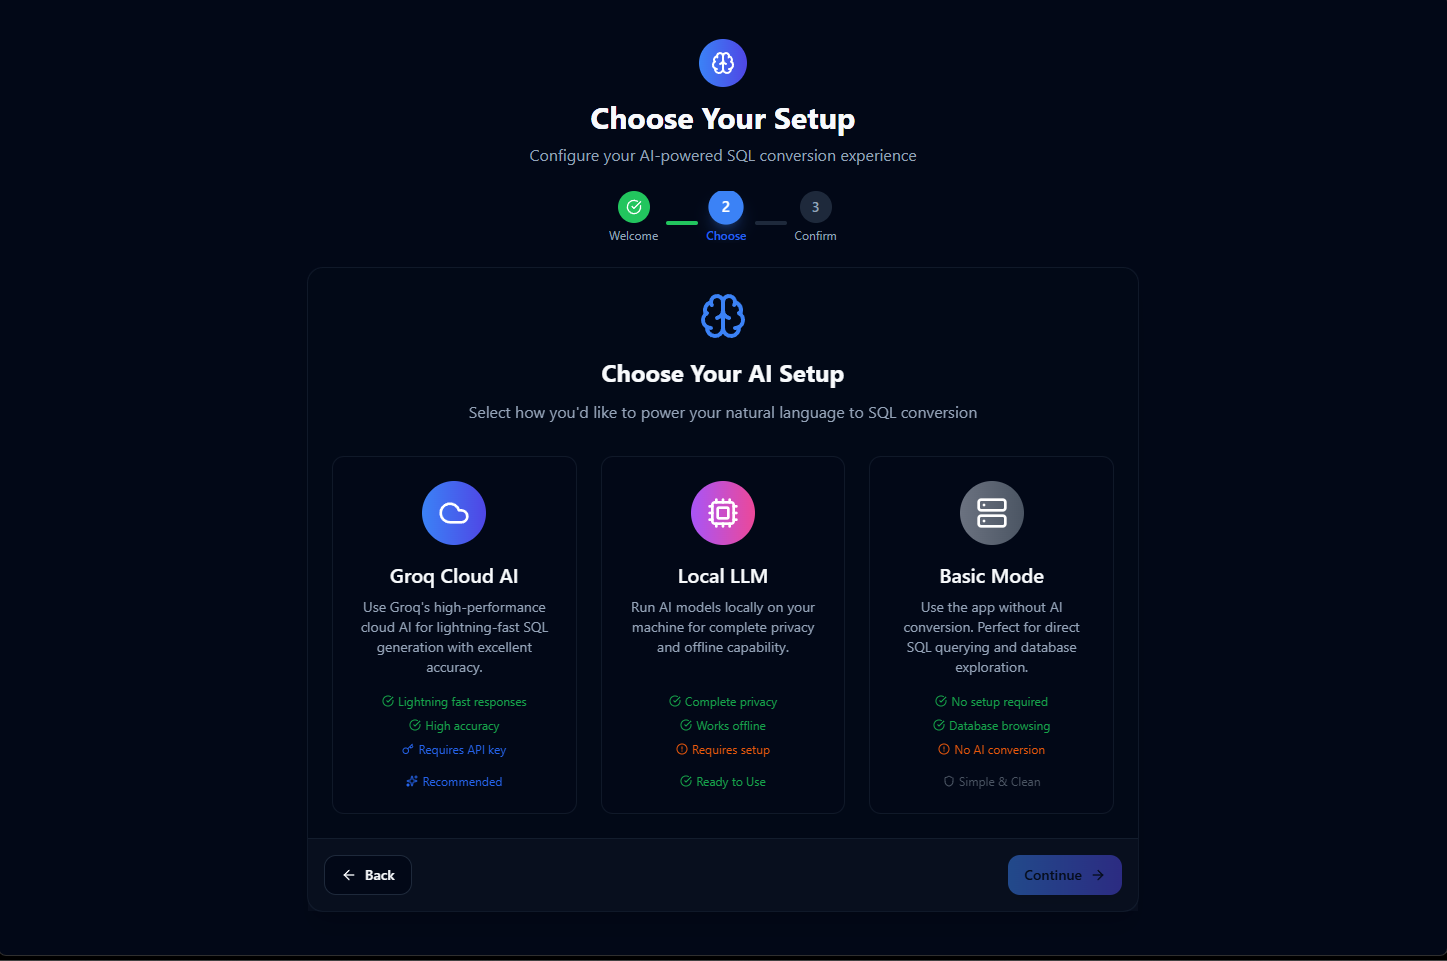 Choose Your Setup
Configure your AI-powered SQL conversion experience
2
3
Welcome
Choose
Confirm
Choose Your AI Setup
Select how you'd like to power your natural language to SQL conversion
Groq Cloud AI
Use Groq's high-performance
cloud AI for lightning-fast SQL
generation with excellent
accuracy.
Lightning fast responses
High accuracy
Requires API key
Recommended
Local LLM
Run AI models locally on your
machine for complete privacy
and offline capability.
Complete privacy
Works offline
Requires setup
Ready to Use
Basic Mode
Use the app without AI
conversion. Perfect for direct
SQL querying and database
exploration.
No setup required
Database browsing
No AI conversion
Simple & Clean
Back
Continue